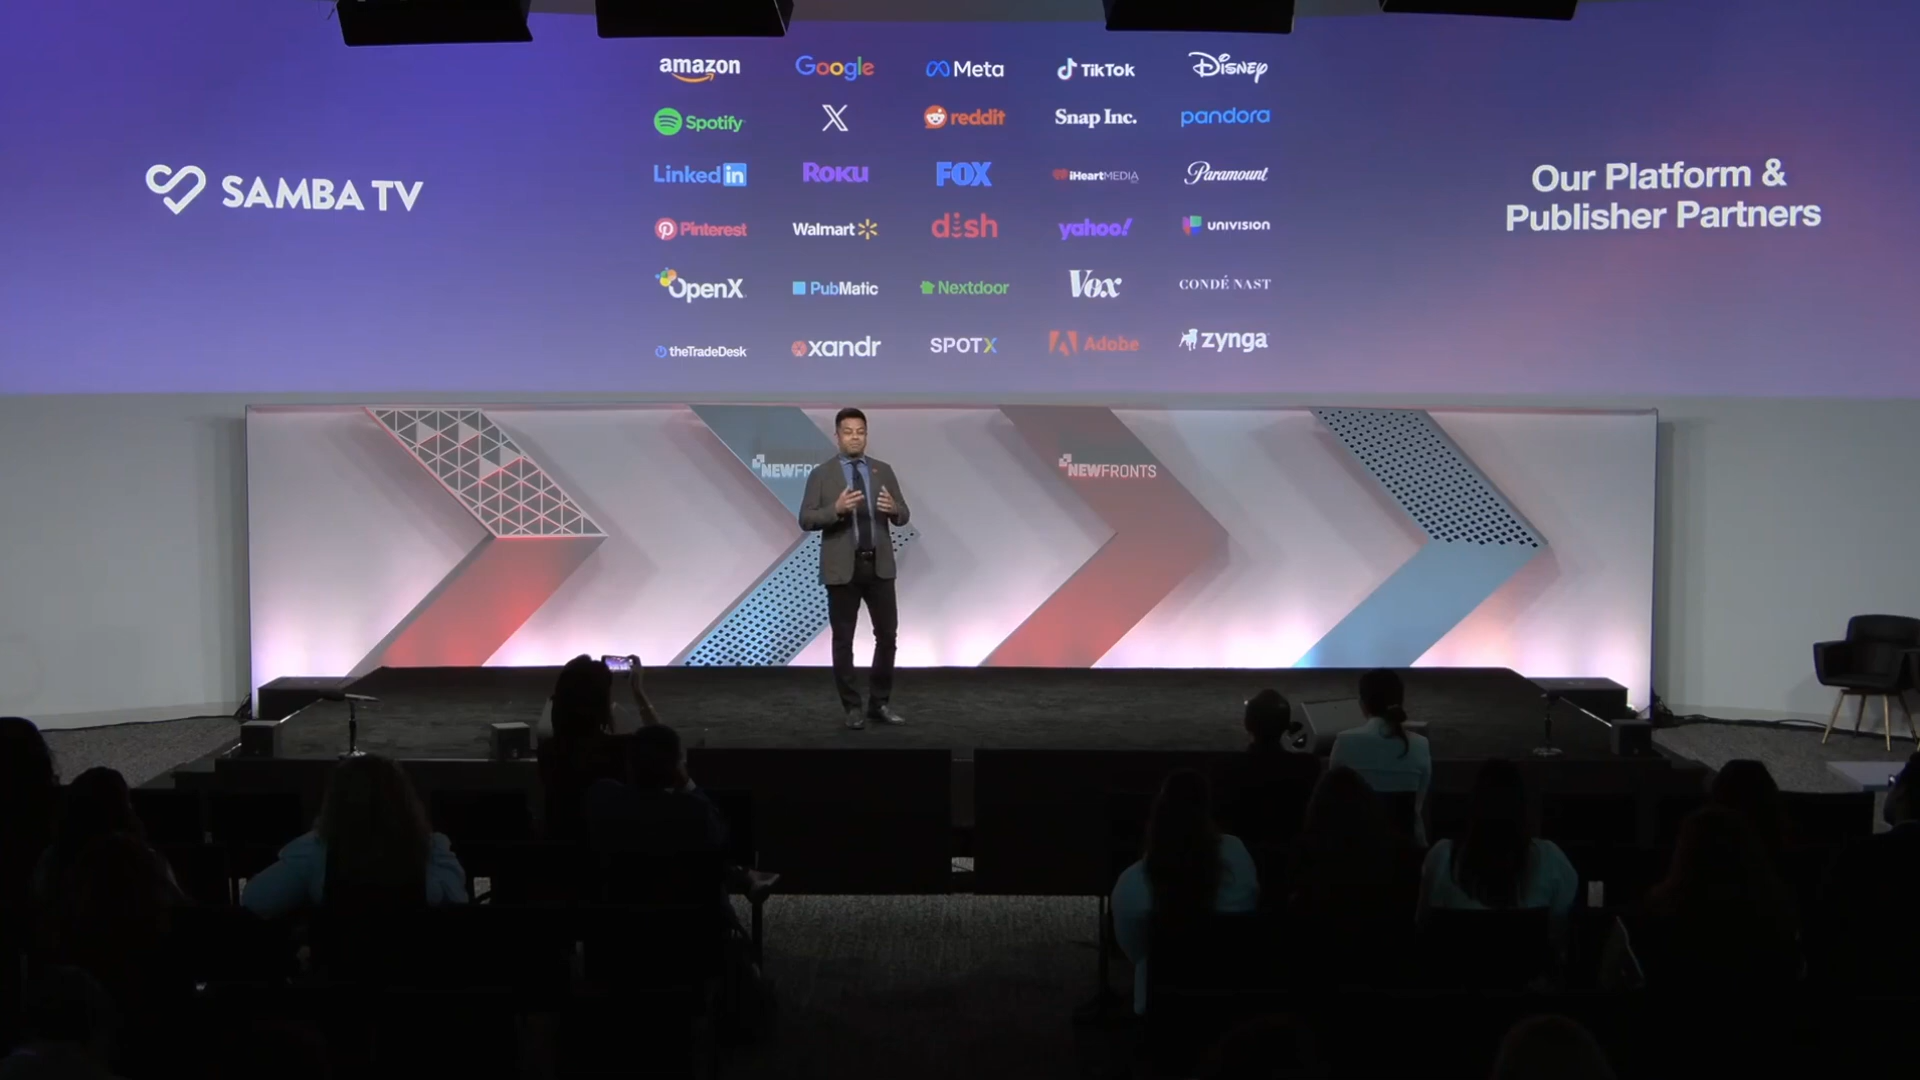 amazon
Google
Meta
TikTok
Disney
Spotify
X
reddit
Snap Inc.
pandora
LinkedIn
ROKU
FOX
iHeartMEDIA
Paramount
Pinterest
Walmart
dish
yahoo!
UNIVISION
OpenX
PubMatic
Nextdoor
Vox
CONDÉ NAST
theTradeDesk
xandr
SPOTX
Adobe
zynga
SAMBA TV
Our Platform &
Publisher Partners
NEWFR
NEWFRONTS